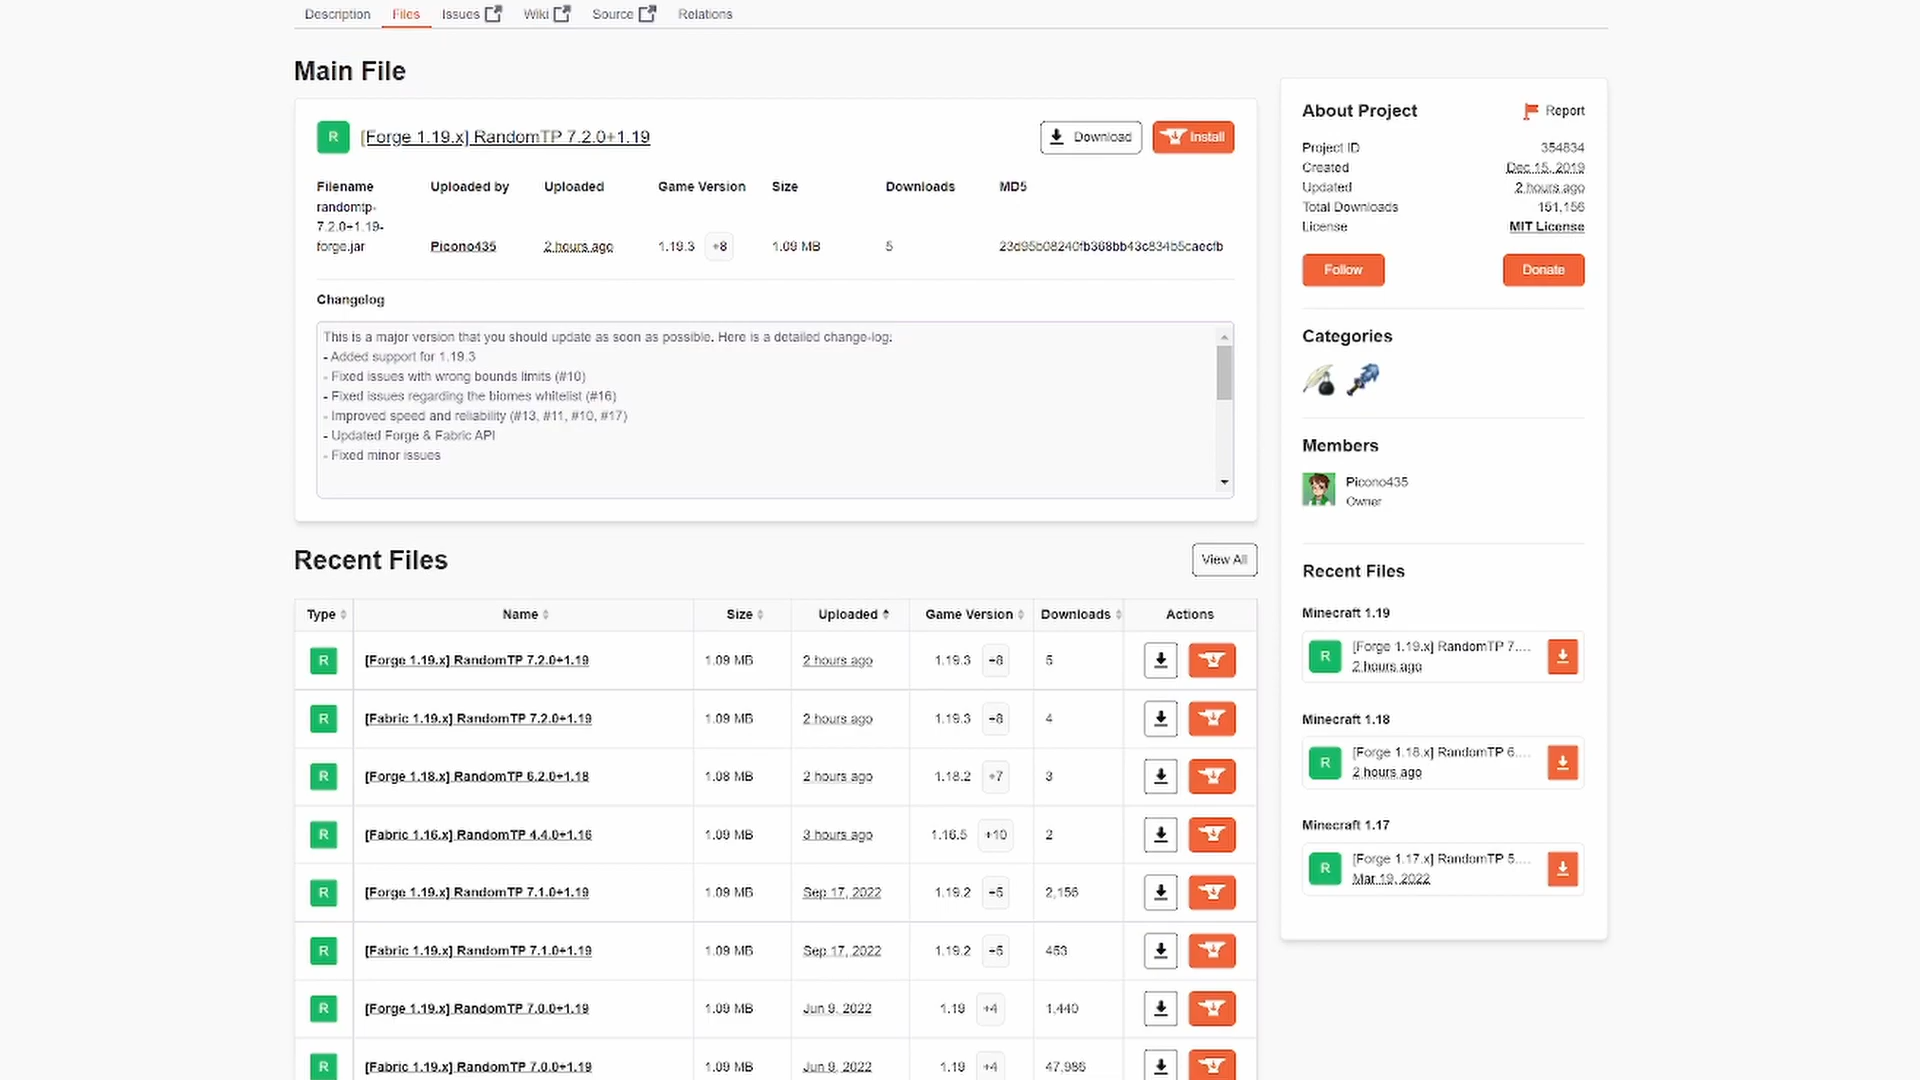 Description Files Issues Wiki Source Relations
Main File
R [Forge 1.19.x] RandomTP 7.2.0+1.19 Download Install
Filename Uploaded by Uploaded Game Version Size Downloads MD5
randomtp-
7.2.0+1.19-
forge.jar Picono435 2 hours ago 1.19.3 +8 1.09 MB 5
Changelog
This is a major version that you should update as soon as possible. Here is a detailed change-log:
- Added support for 1.19.3
- Fixed issues with wrong bounds limits (#10)
- Fixed issues regarding the biomes whitelist (#16)
- Improved speed and reliability (#13, #11, #10, #17)
- Updated Forge & Fabric API
- Fixed minor issues
Recent Files View All
Type Name Size Uploaded Game Version Downloads Actions
R [Forge 1.19.x] RandomTP 7.2.0+1.19 1.09 MB 2 hours ago 1.19.3 +8 5
R [Fabric 1.19.x] RandomTP 7.2.0+1.19 1.09 MB 2 hours ago 1.19.3 +8 4
R [Forge 1.18.x] RandomTP 6.2.0+1.18 1.08 MB 2 hours ago 1.18.2 +7 3
R [Fabric 1.16.x] RandomTP 4.4.0+1.16 1.09 MB 3 hours ago 1.16.5 +10 2
R [Forge 1.19.x] RandomTP 7.1.0+1.19 1.09 MB Sep 17, 2022 1.19.2 2,156
R [Fabric 1.19.x] RandomTP 7.1.0+1.19 1.09 MB Sep 17, 2022 1.19.2 453
R [Forge 1.19.x] RandomTP 7.0.0+1.19 1.09 MB Jun 9, 2022 1.19 +4 1,440
R [Fabric 1.19.x] RandomTP 7.0.0+1.19 1.09 MB Jun 9, 2022 1.19 +4 47,986
About Project Report
Project ID 354834
Created Dec 15, 2019
Updated 2 hours ago
Total Downloads 151,156
License MIT License
Follow Donate
Categories
Members
Picono435
Owner
Recent Files
Minecraft 1.19
R [Forge 1.19.x] RandomTP 7....
2 hours ago
Minecraft 1.18
R [Forge 1.18.x] RandomTP 6....
2 hours ago
Minecraft 1.17
R [Forge 1.17.x] RandomTP 5....
Mar 19, 2022